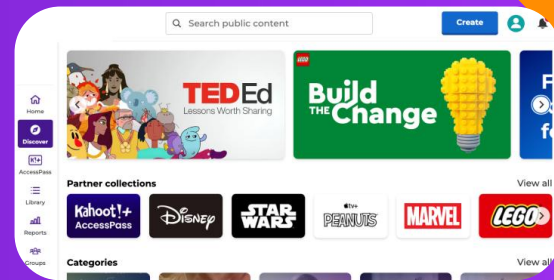 Search public content
Create
TEDEd
Lessons Worth Sharing
LEGO
Build
THE Change
F
f
Home
Discover
K!+
AccessPass
Library
Reports
Groups
Partner collections
View all
Kahoot!+
AccessPass
Disney
STAR
WARS
tv+
PEANUTS
MARVEL
LEGO
Categories
View all